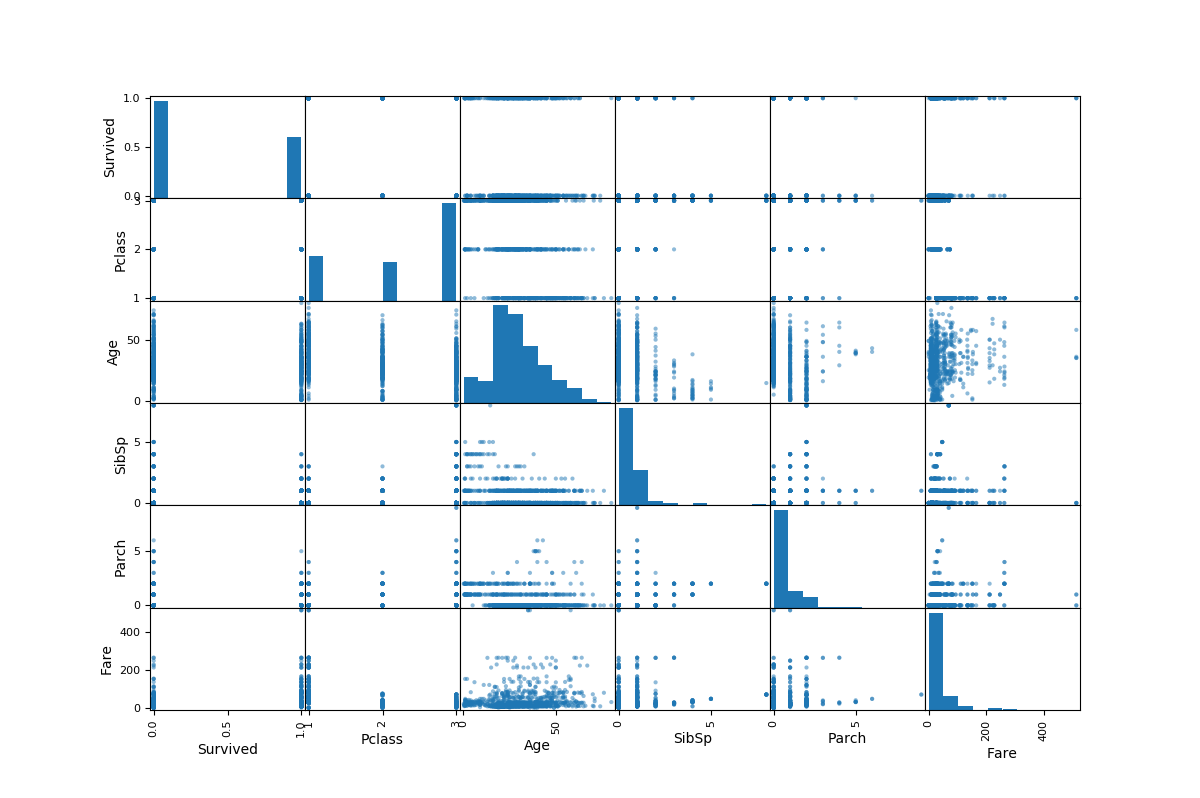 1.0
Survived
0.5
0.0
3
Pclass
2
1
Age
50
0
SibSp
5
0
Parch
5
0
Fare
400
200
0
0.0 0.5 1.0 1 2 3 0 50 0 5 0 5 0 200 400
Survived Pclass Age SibSp Parch Fare